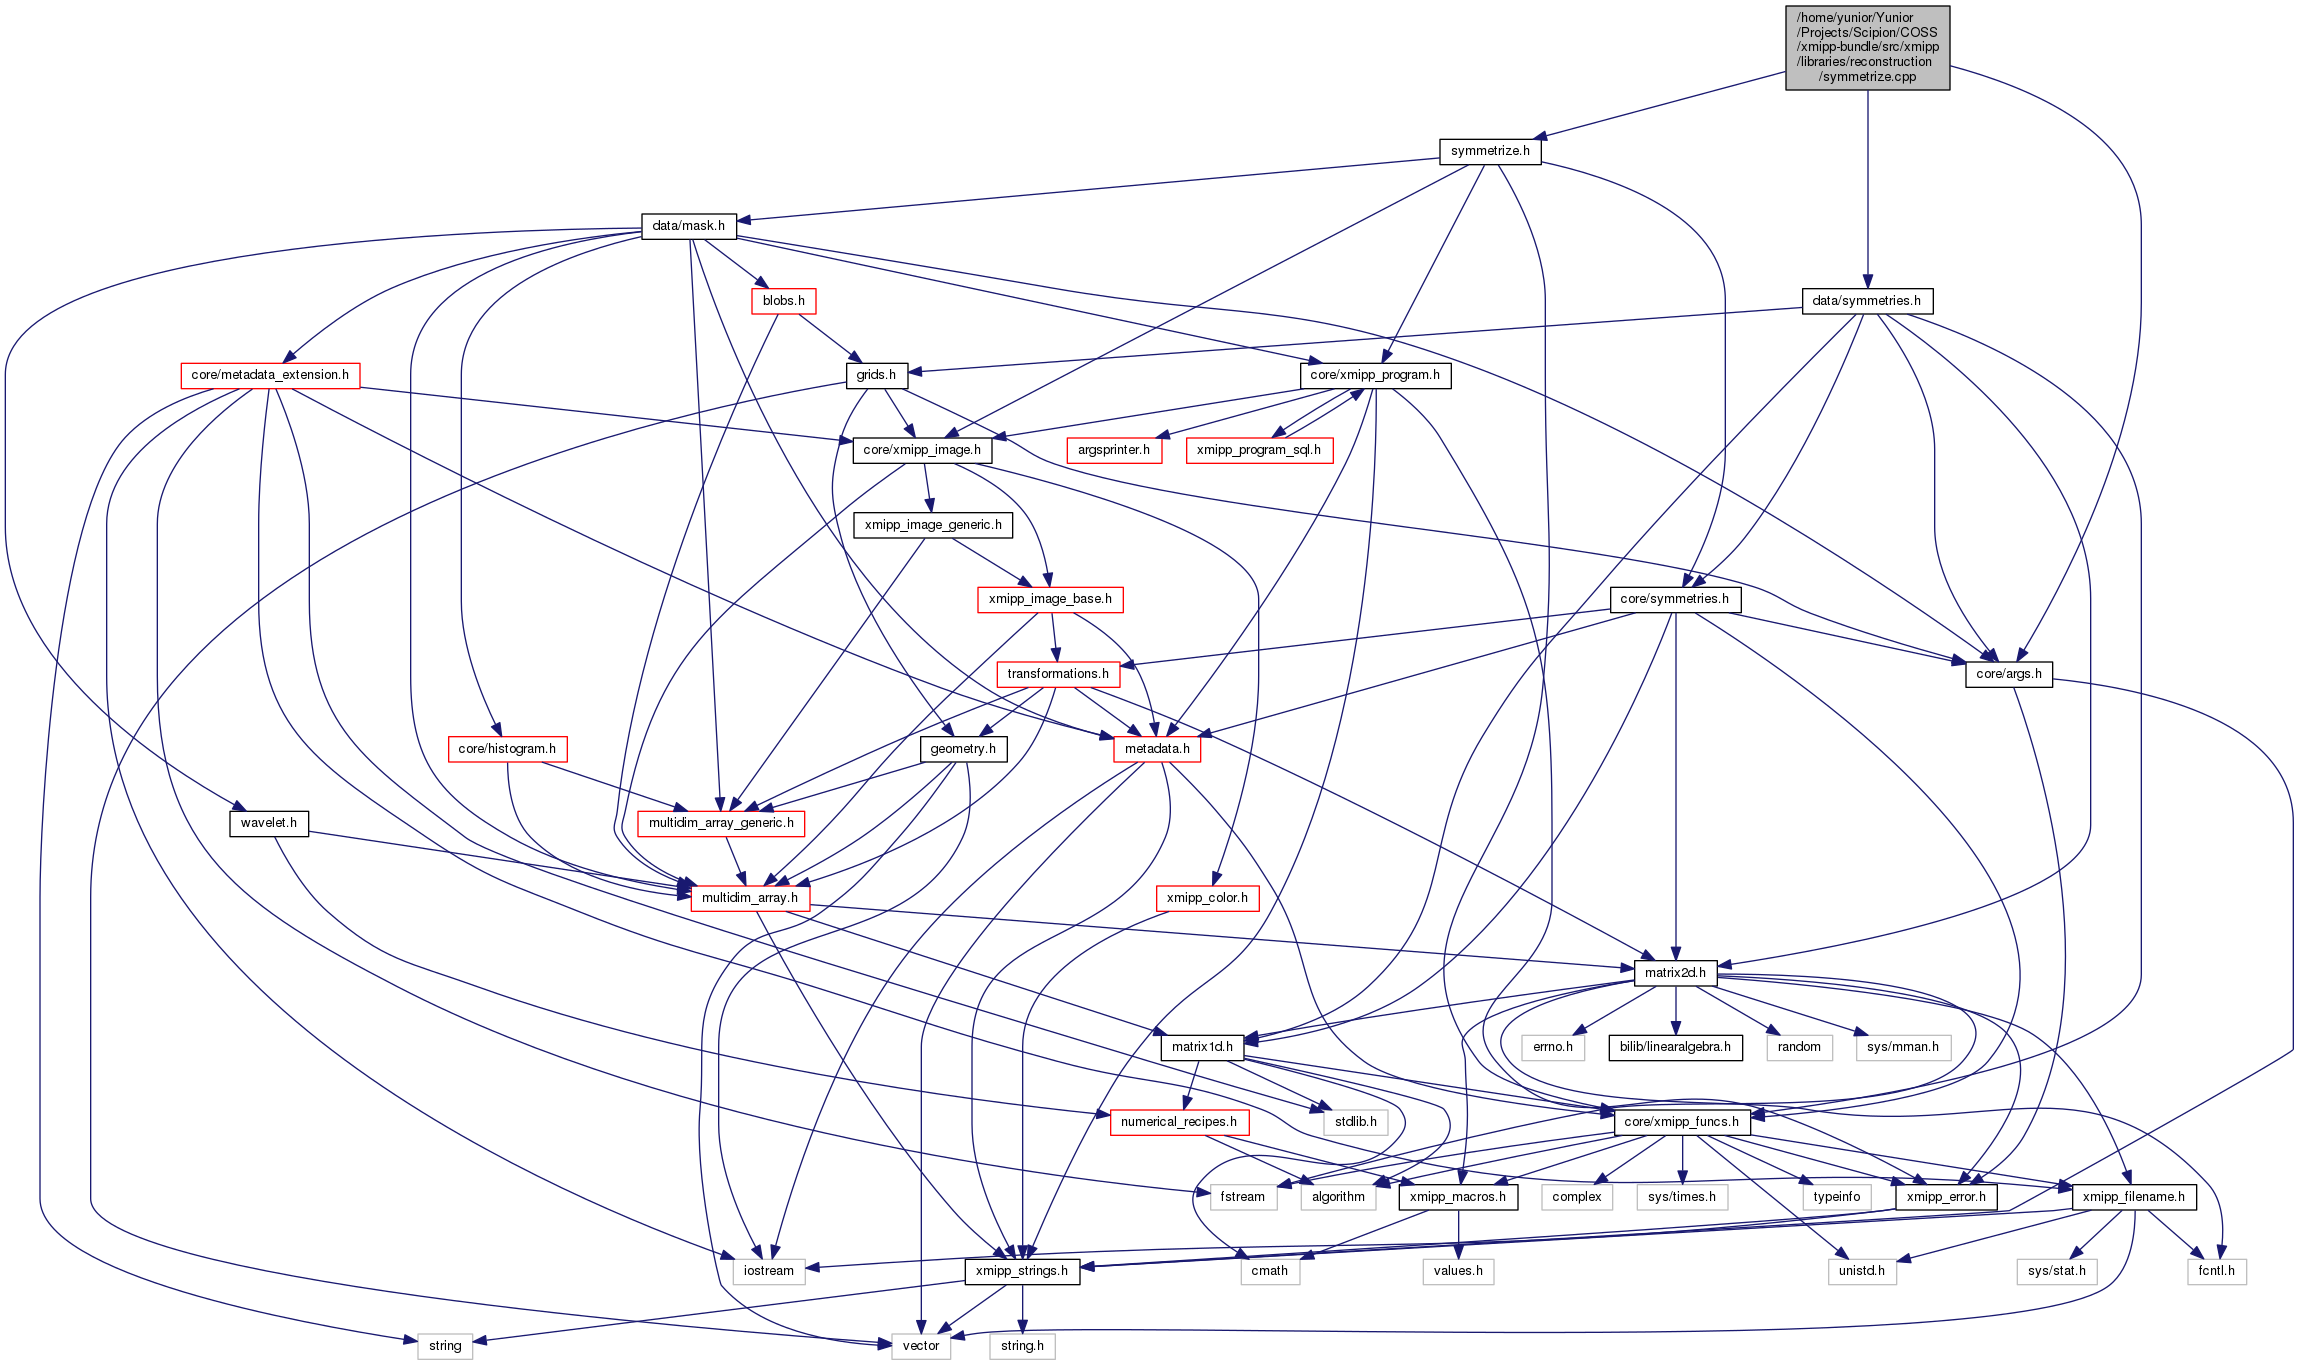 /home/yunior/Yunior
/Projects/Scipion/COSS
/xmipp-bundle/src/xmipp
/libraries/reconstruction
/symmetrize.cpp
symmetrize.h
data/mask.h
blobs.h
data/symmetries.h
core/metadata_extension.h
grids.h
core/xmipp_program.h
core/xmipp_image.h
argsprinter.h
xmipp_program_sql.h
xmipp_image_generic.h
xmipp_image_base.h
core/symmetries.h
transformations.h
core/args.h
core/histogram.h
geometry.h
metadata.h
wavelet.h
multidim_array_generic.h
multidim_array.h
xmipp_color.h
matrix2d.h
matrix1d.h
errno.h
bilib/linearalgebra.h
random
sys/mman.h
numerical_recipes.h
stdlib.h
core/xmipp_funcs.h
fstream
algorithm
xmipp_macros.h
complex
sys/times.h
typeinfo
xmipp_error.h
xmipp_filename.h
iostream
xmipp_strings.h
cmath
values.h
unistd.h
sys/stat.h
fcntl.h
string
vector
string.h